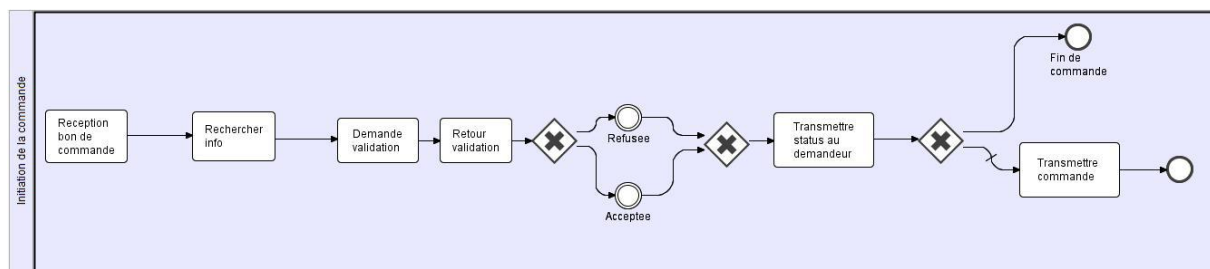 Initiation de la commande
Reception
bon de
commande
Rechercher
info
Demande
validation
Retour
validation
Refusee
Acceptee
Transmettre
status au
demandeur
Fin de
commande
Transmettre
commande